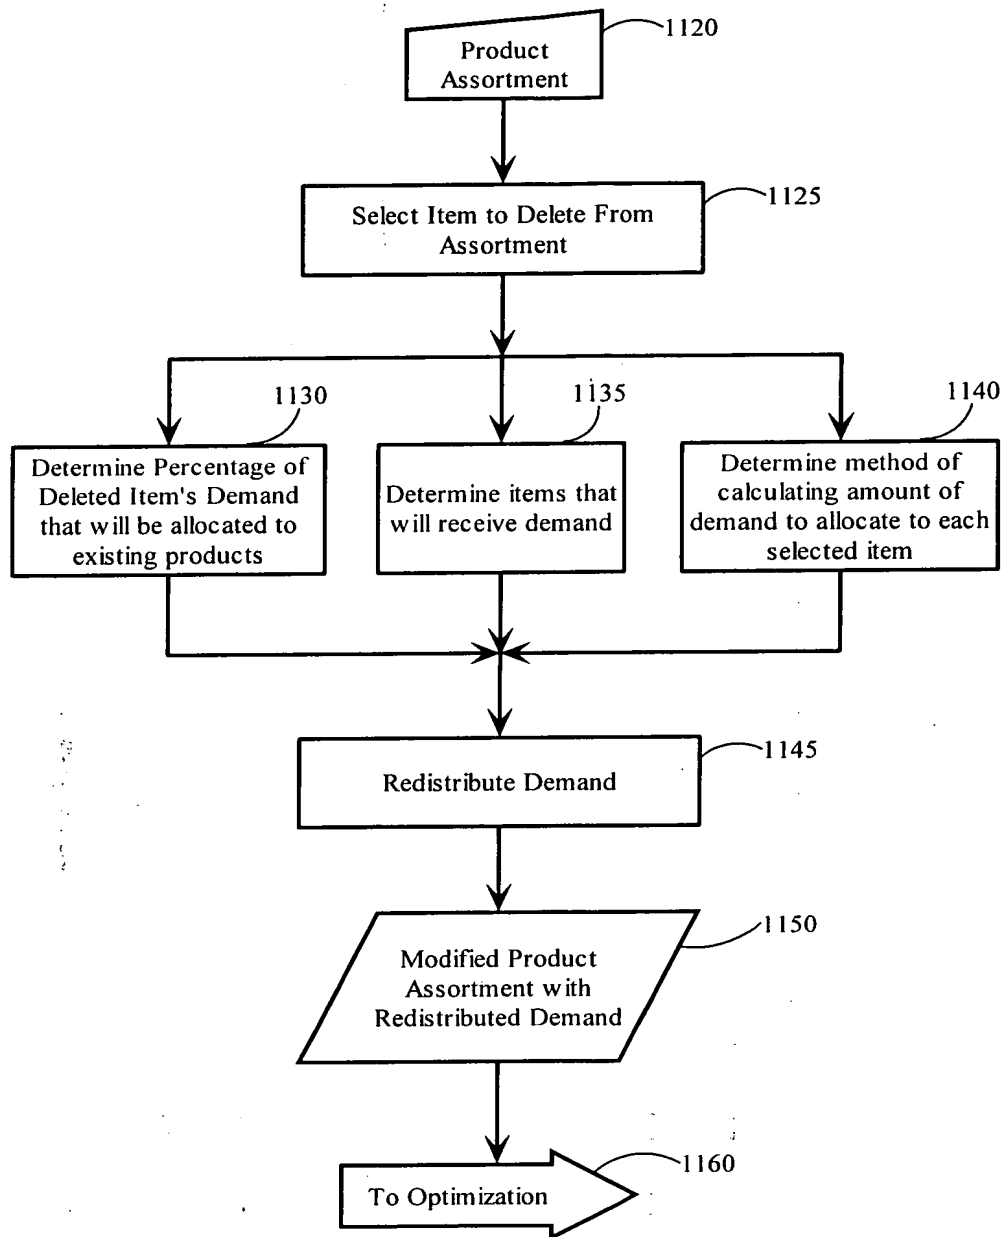 1120
Product
Assortment
1125
Select Item to Delete From
Assortment
1130
Determine Percentage of
Deleted Item's Demand
that will be allocated to
existing products
1135
Determine items that
will receive demand
1140
Determine method of
calculating amount of
demand to allocate to each
selected item
1145
Redistribute Demand
1150
Modified Product
Assortment with
Redistributed Demand
1160
To Optimization